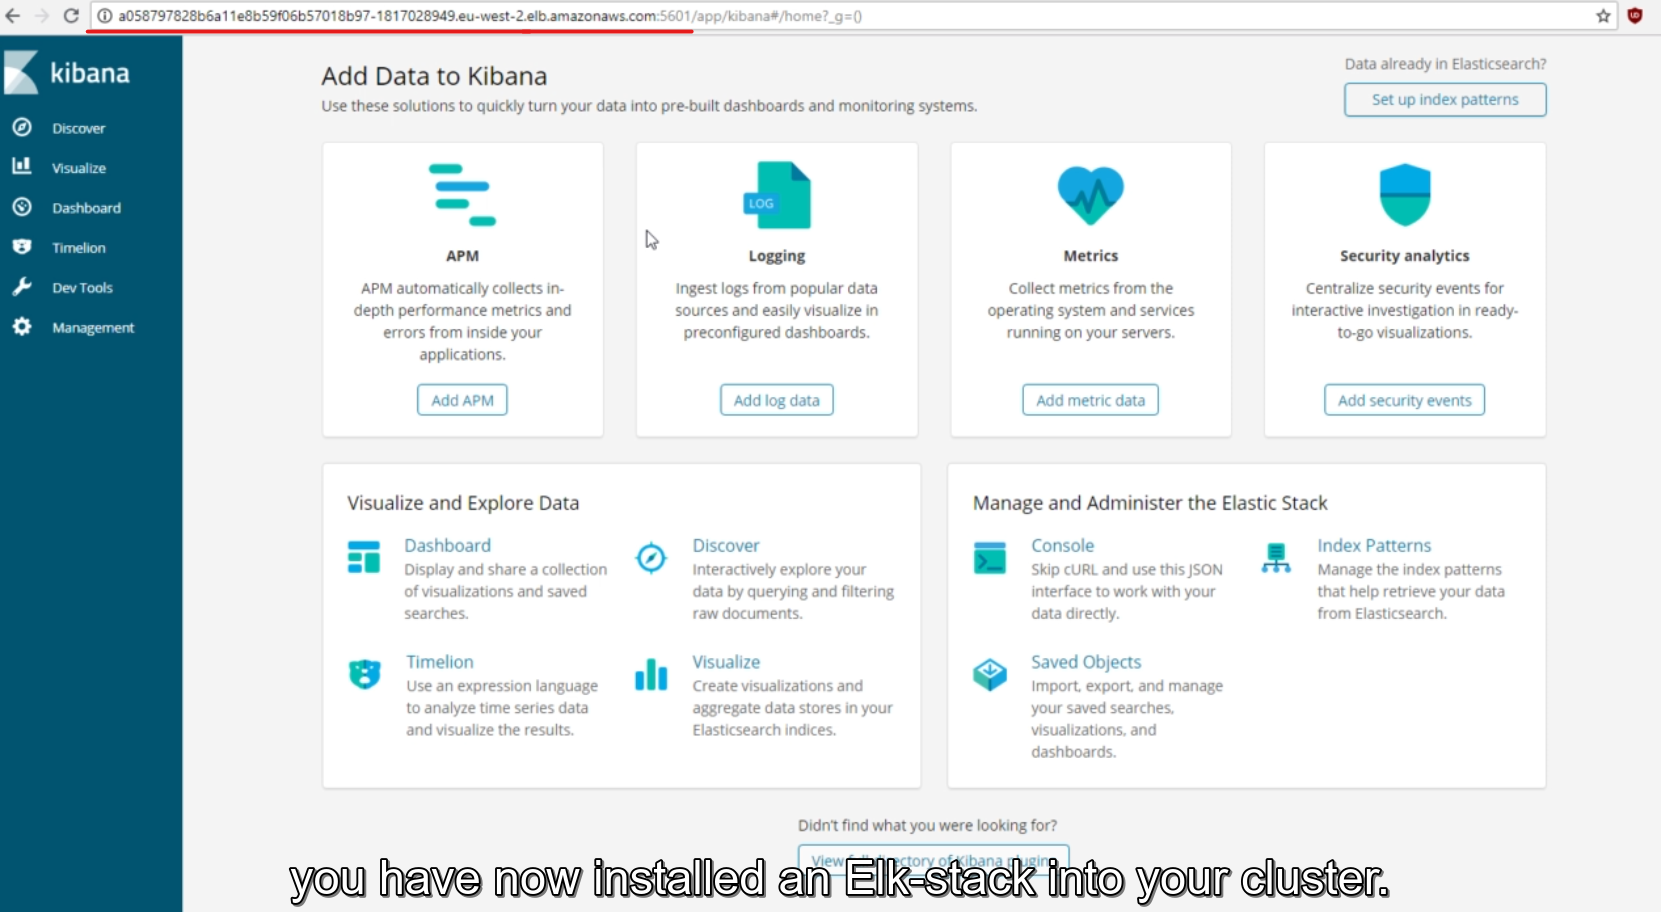 a058797828b6a11e8b59f06b57018b97-1817028949.eu-west-2.elb.amazonaws.com:5601/app/kibana#/home?_g=()
kibana
Discover
Visualize
Dashboard
Timelion
Dev Tools
Management
Add Data to Kibana
Use these solutions to quickly turn your data into pre-built dashboards and monitoring systems.
Data already in Elasticsearch?
Set up index patterns
APM
APM automatically collects in-
depth performance metrics and
errors from inside your
applications.
Add APM
LOG
Logging
Ingest logs from popular data
sources and easily visualize in
preconfigured dashboards.
Add log data
Metrics
Collect metrics from the
operating system and services
running on your servers.
Add metric data
Security analytics
Centralize security events for
interactive investigation in ready-
to-go visualizations.
Add security events
Visualize and Explore Data
Dashboard
Display and share a collection
of visualizations and saved
searches.
Discover
Interactively explore your
data by querying and filtering
raw documents.
Timelion
Use an expression language
to analyze time series data
and visualize the results.
Visualize
Create visualizations and
aggregate data stores in your
Elasticsearch indices.
Manage and Administer the Elastic Stack
Console
Skip cURL and use this JSON
interface to work with your
data directly.
Index Patterns
Manage the index patterns
that help retrieve your data
from Elasticsearch.
Saved Objects
Import, export, and manage
your saved searches,
visualizations, and
dashboards.
Didn't find what you were looking for?
View full directory of Kibana plugins
you have now installed an Elk-stack into your cluster.